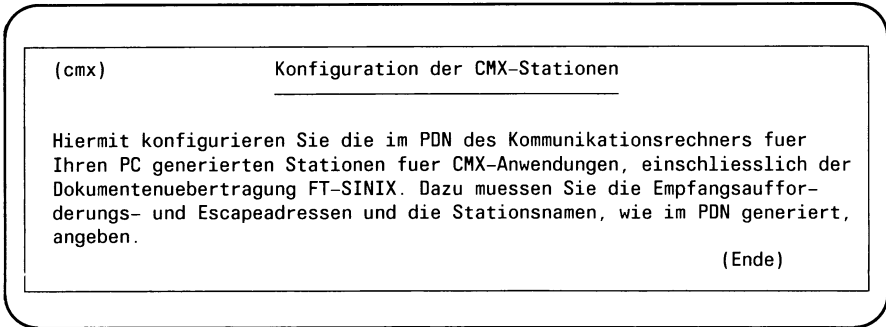 (cmx) Konfiguration der CMX-Stationen
Hiermit konfigurieren Sie die im PDN des Kommunikationsrechners fuer
Ihren PC generierten Stationen fuer CMX-Anwendungen, einschliesslich der
Dokumentenuebertragung FT-SINIX. Dazu muessen Sie die Empfangsauffor-
derungs- und Escapeadressen und die Stationsnamen, wie im PDN generiert,
angeben.
(Ende)